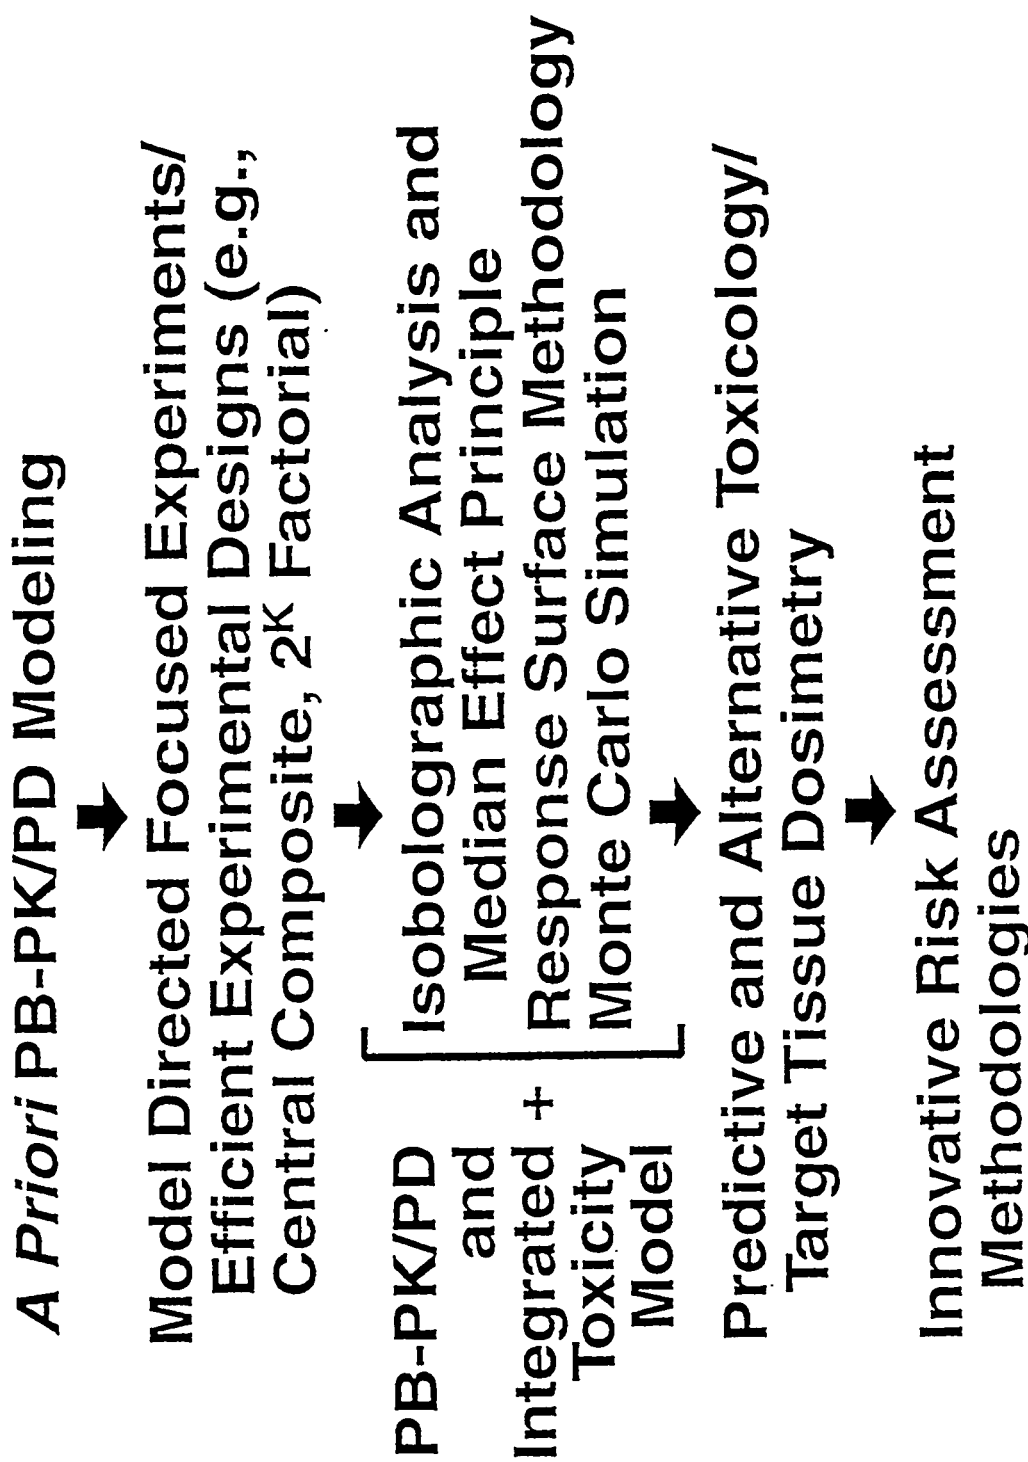 A Priori PB-PK/PD Modeling
Model Directed Focused Experiments/
Efficient Experimental Designs (e.g.,
Central Composite, 2ᴷ Factorial)
PB-PK/PD
and
Integrated +
Toxicity
Model
Isobolographic Analysis and
Median Effect Principle
Response Surface Methodology
Monte Carlo Simulation
Predictive and Alternative Toxicology/
Target Tissue Dosimetry
Innovative Risk Assessment
Methodologies